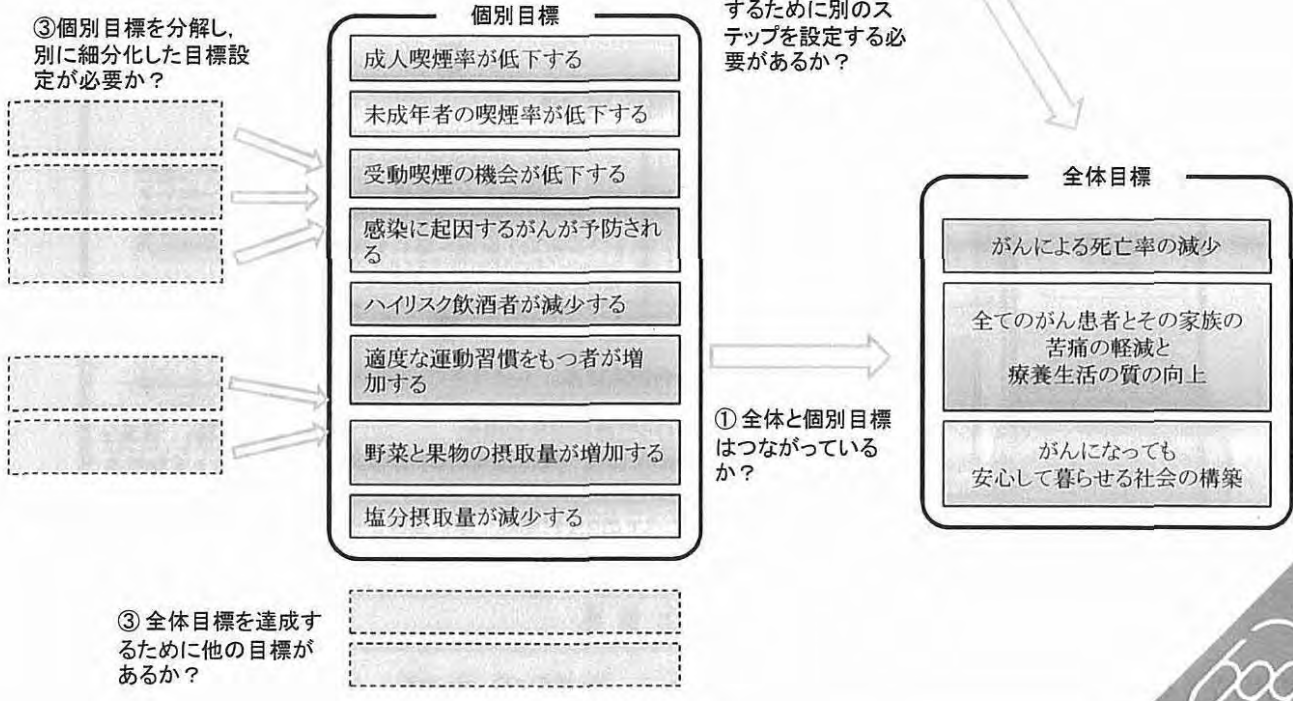 ③個別目標を分解し,
別に細分化した目標設
定が必要か？
個別目標
成人喫煙率が低下する
未成年者の喫煙率が低下する
受動喫煙の機会が低下する
感染に起因するがんが予防され
る
ハイリスク飲酒者が減少する
適度な運動習慣をもつ者が増
加する
野菜と果物の摂取量が増加する
塩分摂取量が減少する
するために別のス
テップを設定する必
要があるか？
① 全体と個別目標
はつながっている
か？
全体目標
がんによる死亡率の減少
全てのがん患者とその家族の
苦痛の軽減と
療養生活の質の向上
がんになっても
安心して暮らせる社会の構築
③ 全体目標を達成す
るために他の目標が
あるか？